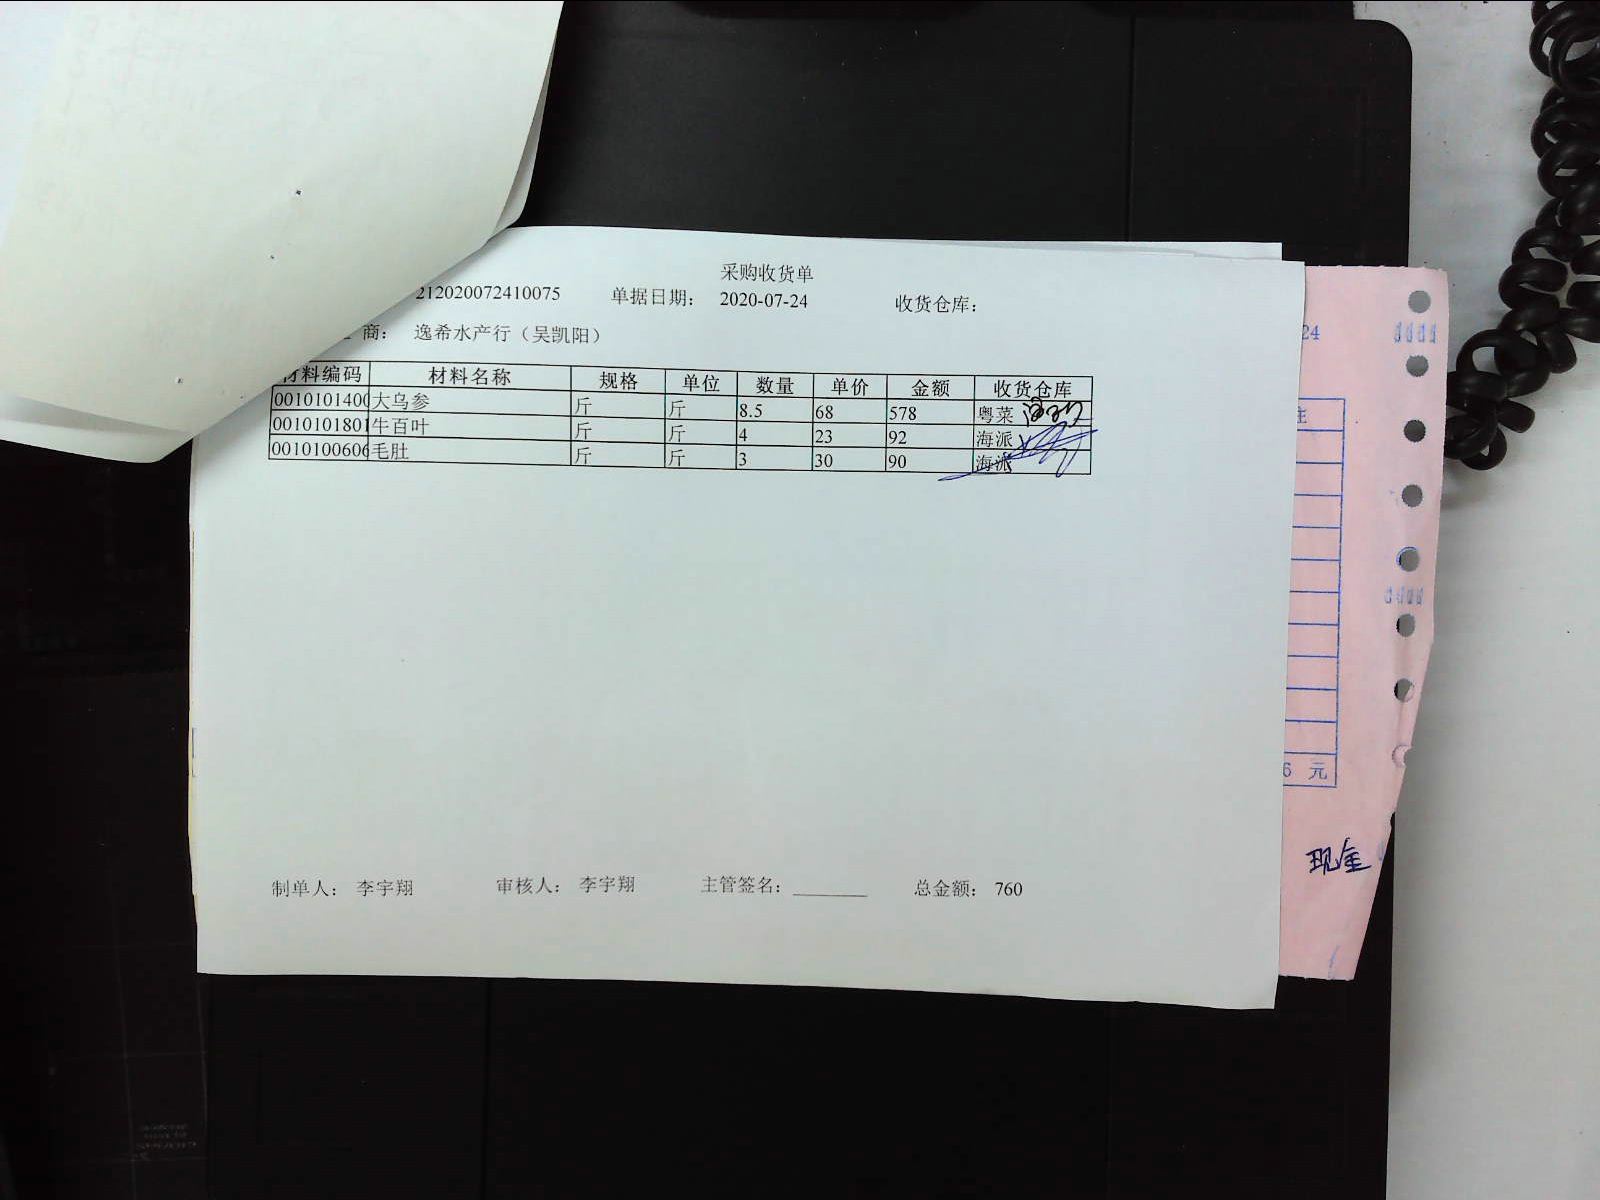 采购收货单
212020072410075 单据日期： 2020-07-24 收货仓库：
商： 逸希水产行（吴凯阳）
材料编码 材料名称 规格 单位 数量 单价 金额 收货仓库
0010101400 大乌参 斤 斤 8.5 68 578 粤菜
0010101801 牛百叶 斤 斤 4 23 92 海派
0010100606 毛肚 斤 斤 3 30 90 海派
制单人： 李宇翔 审核人： 李宇翔 主管签名： 总金额： 760
24
注
6 元
现金